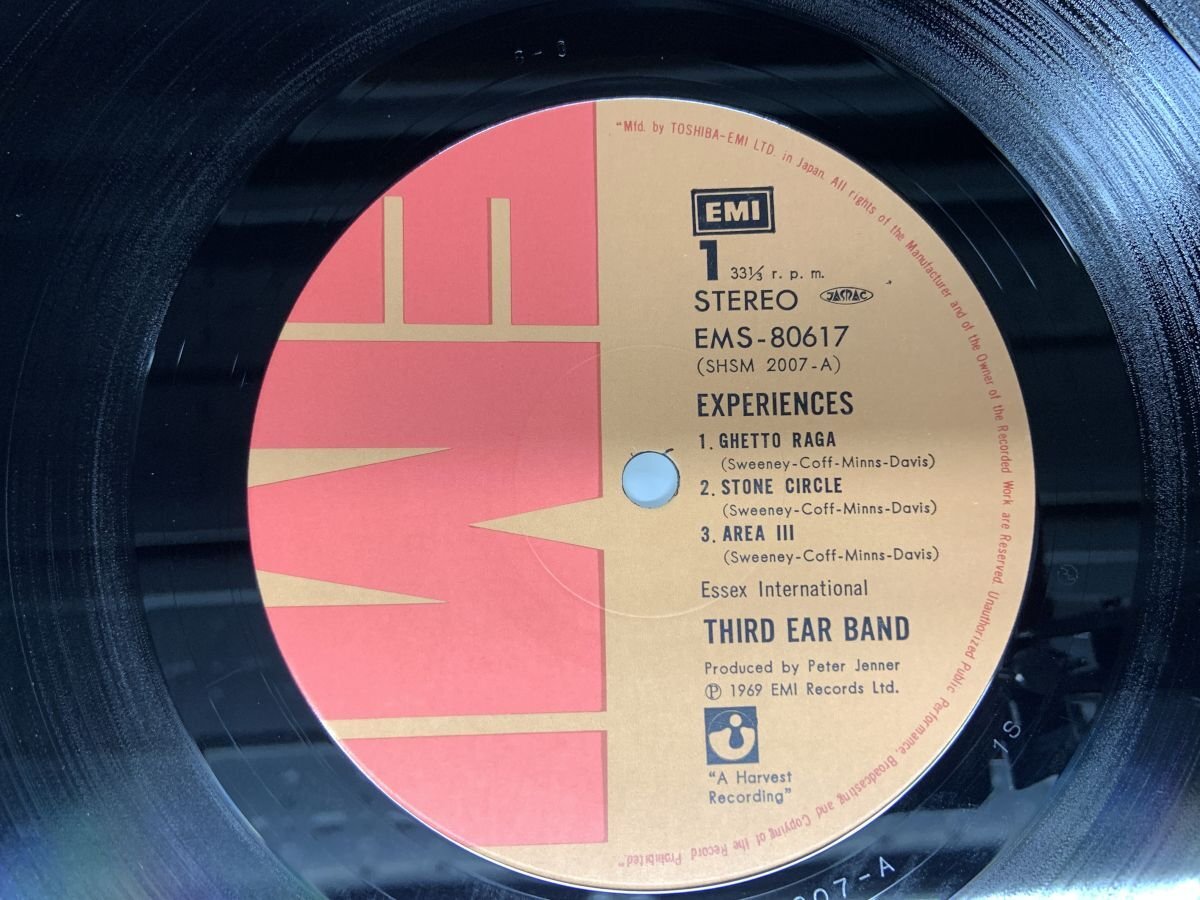 "Mfd. by TOSHIBA-EMI LTD. in Japan. All rights of the Manufacturer and of the Owner of the Recorded Work are Reserved. Unauthorized Public Performance, Broadcasting and Copying of the Record Prohibited."
EMI
1 33⅓ r. p. m.
STEREO JASRAC
EMS-80617
(SHSM 2007-A)
EXPERIENCES
1. GHETTO RAGA
(Sweeney-Coff-Minns-Davis)
2. STONE CIRCLE
(Sweeney-Coff-Minns-Davis)
3. AREA III
(Sweeney-Coff-Minns-Davis)
Essex International
THIRD EAR BAND
Produced by Peter Jenner
Ⓟ 1969 EMI Records Ltd.
"A Harvest
Recording"
EMI
1S
007-A